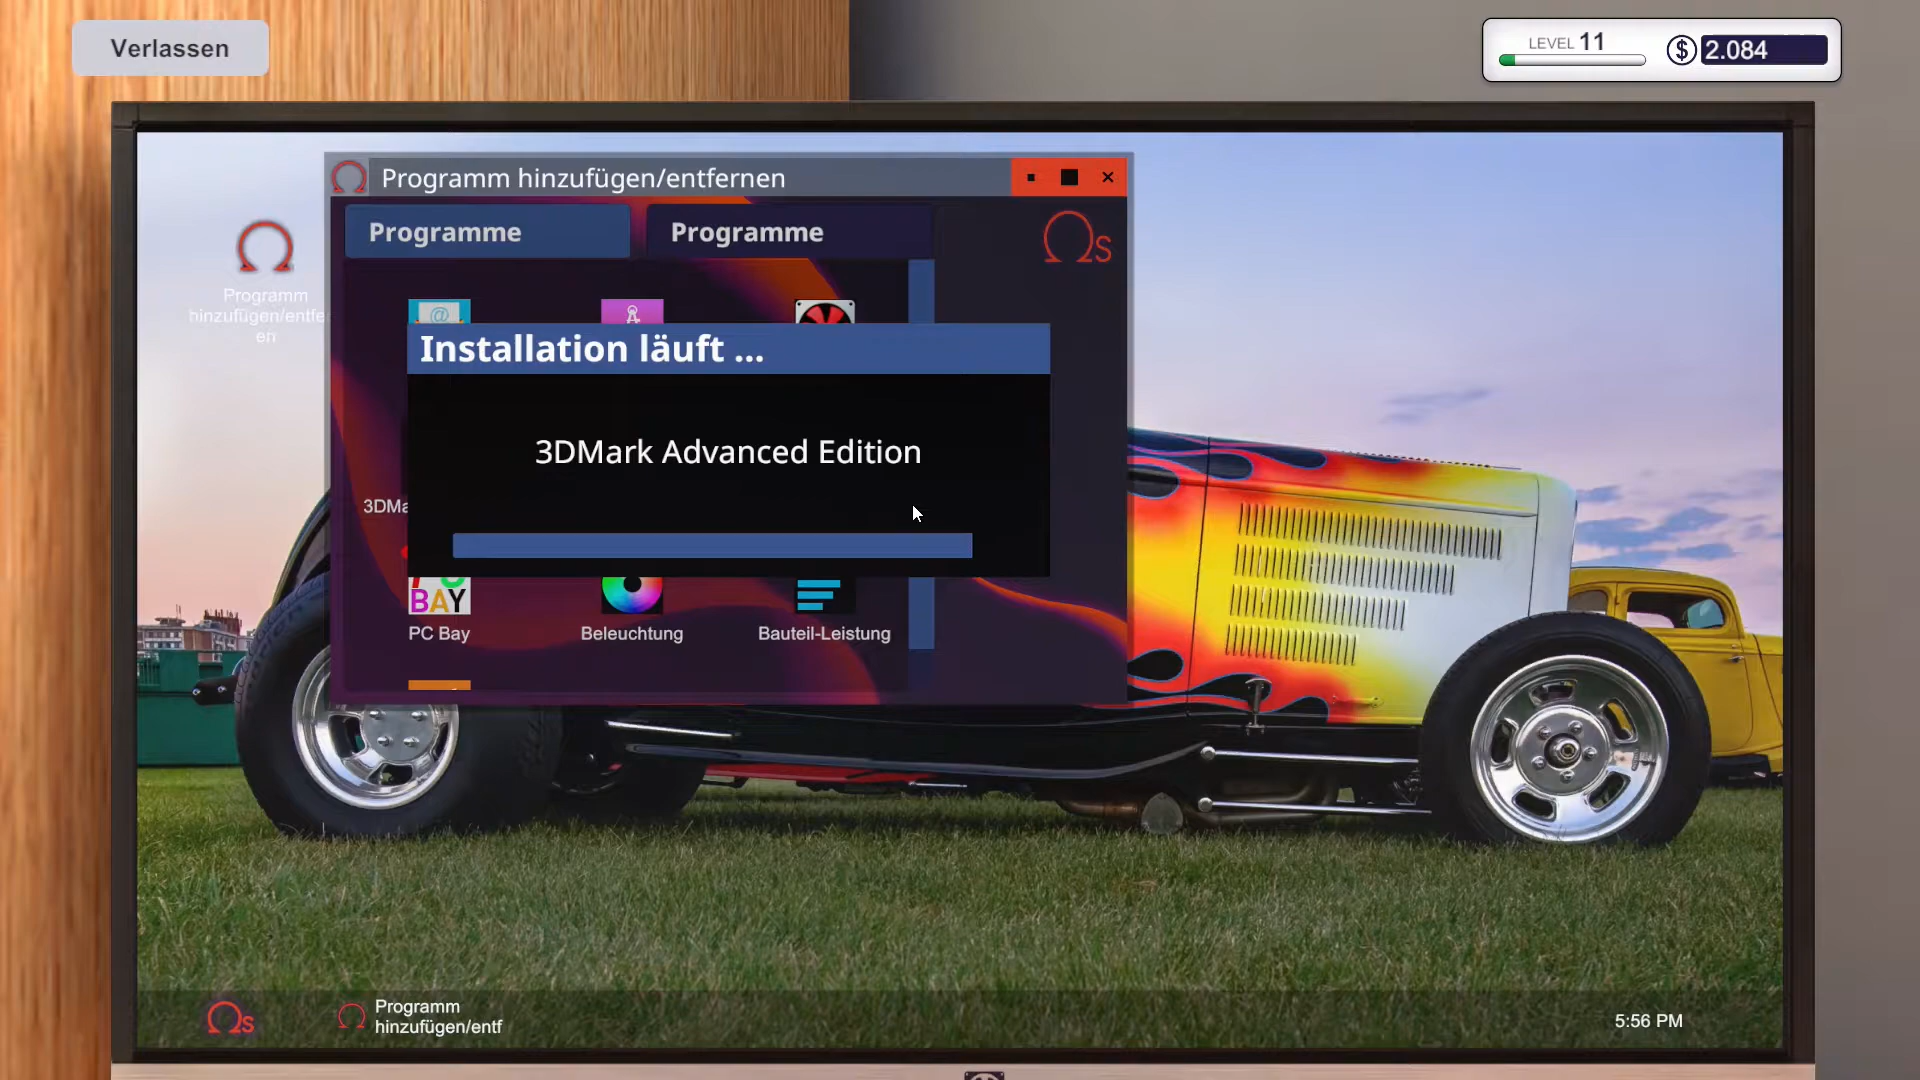 Verlassen
LEVEL 11
$ 2.084
Programm hinzufügen/entfernen
Programme
Programme
Programm
hinzufügen/entfe
en
Installation läuft ...
3DMark Advanced Edition
3DMa
BAY
PC Bay
Beleuchtung
Bauteil-Leistung
Programm
hinzufügen/entf
5:56 PM